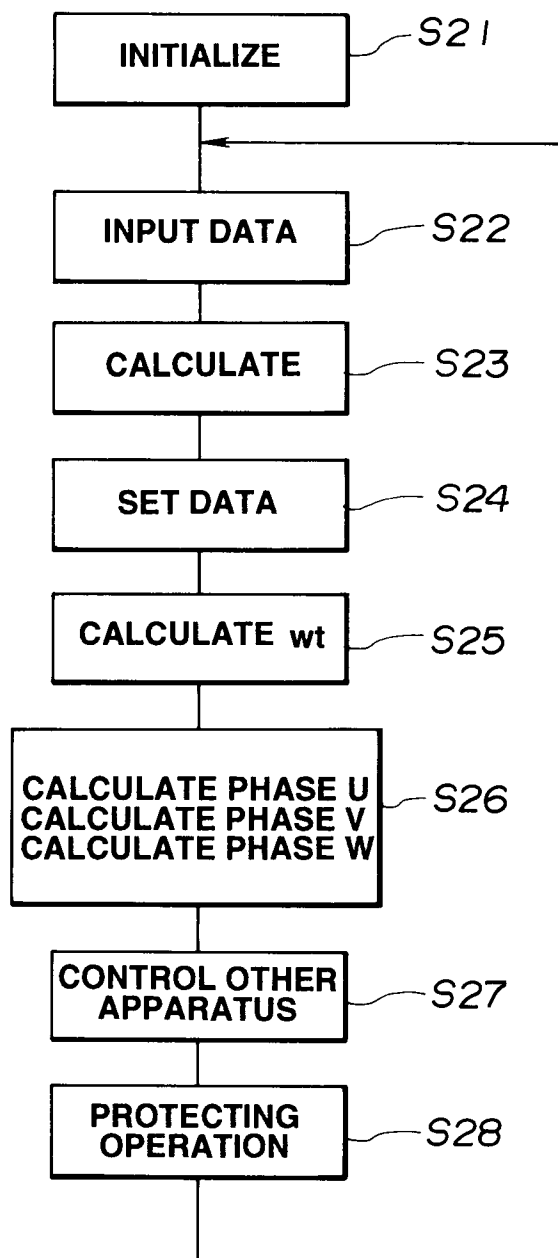 INITIALIZE
S21
INPUT DATA
S22
CALCULATE
S23
SET DATA
S24
CALCULATE wt
S25
CALCULATE PHASE U
CALCULATE PHASE V
CALCULATE PHASE W
S26
CONTROL OTHER
APPARATUS
S27
PROTECTING
OPERATION
S28